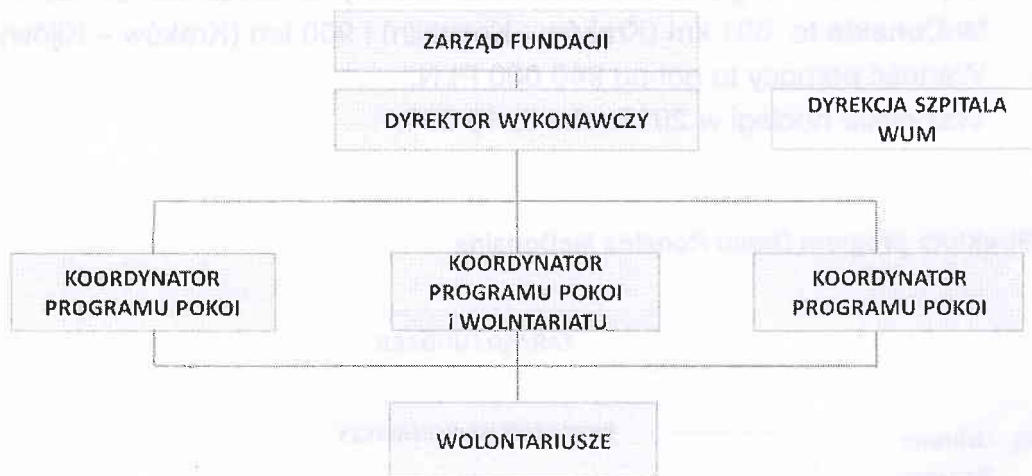 ZARZĄD FUNDACJI
DYREKTOR WYKONAWCZY
DYREKCJA SZPITALA
WUM
KOORDYNATOR
PROGRAMU POKOI
KOORDYNATOR
PROGRAMU POKOI
i WOLNTARIATU
KOORDYNATOR
PROGRAMU POKOI
WOLONTARIUSZE